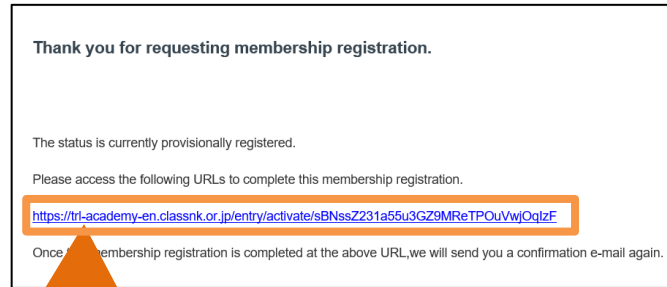 Thank you for requesting membership registration.
The status is currently provisionally registered.
Please access the following URLs to complete this membership registration.
https://trl-academy-en.classnk.or.jp/entry/activate/sBNssZ231a55u3GZ9MReTPOuVwjOqIzF
Once membership registration is completed at the above URL,we will send you a confirmation e-mail again.